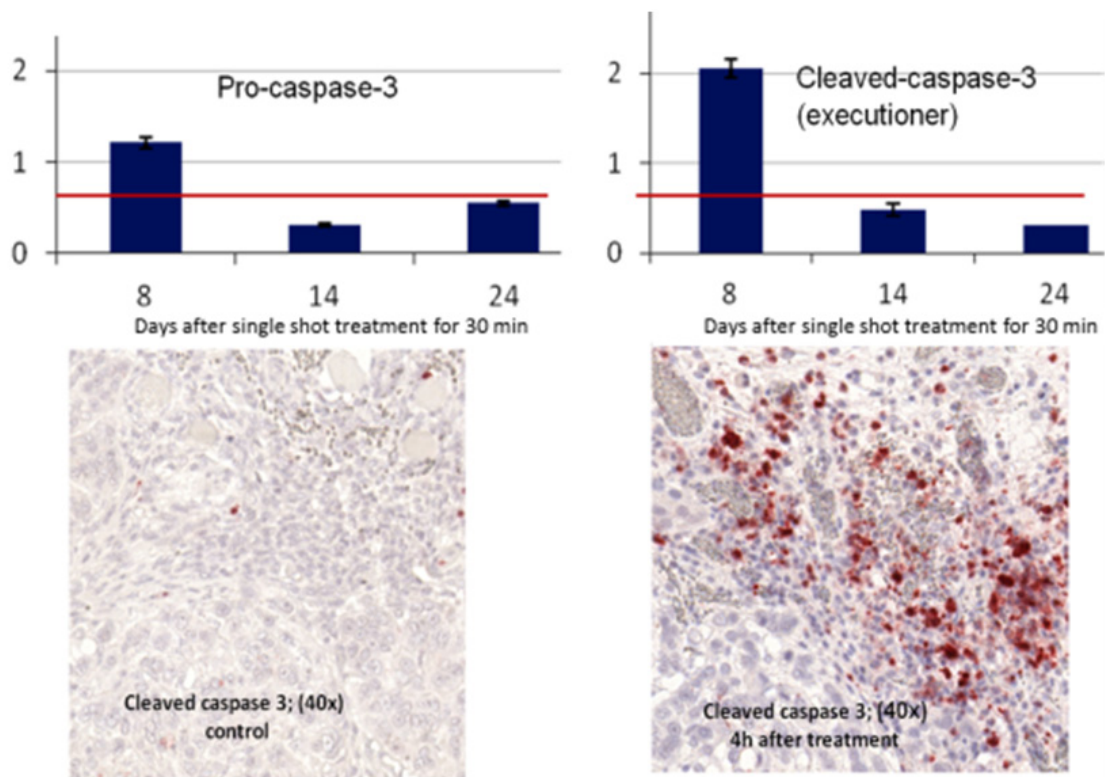 Pro-caspase-3
2
1
0
8 14 24
Days after single shot treatment for 30 min
Cleaved-caspase-3
(executioner)
2
1
0
8 14 24
Days after single shot treatment for 30 min
Cleaved caspase 3; (40x)
control
Cleaved caspase 3; (40x)
4h after treatment